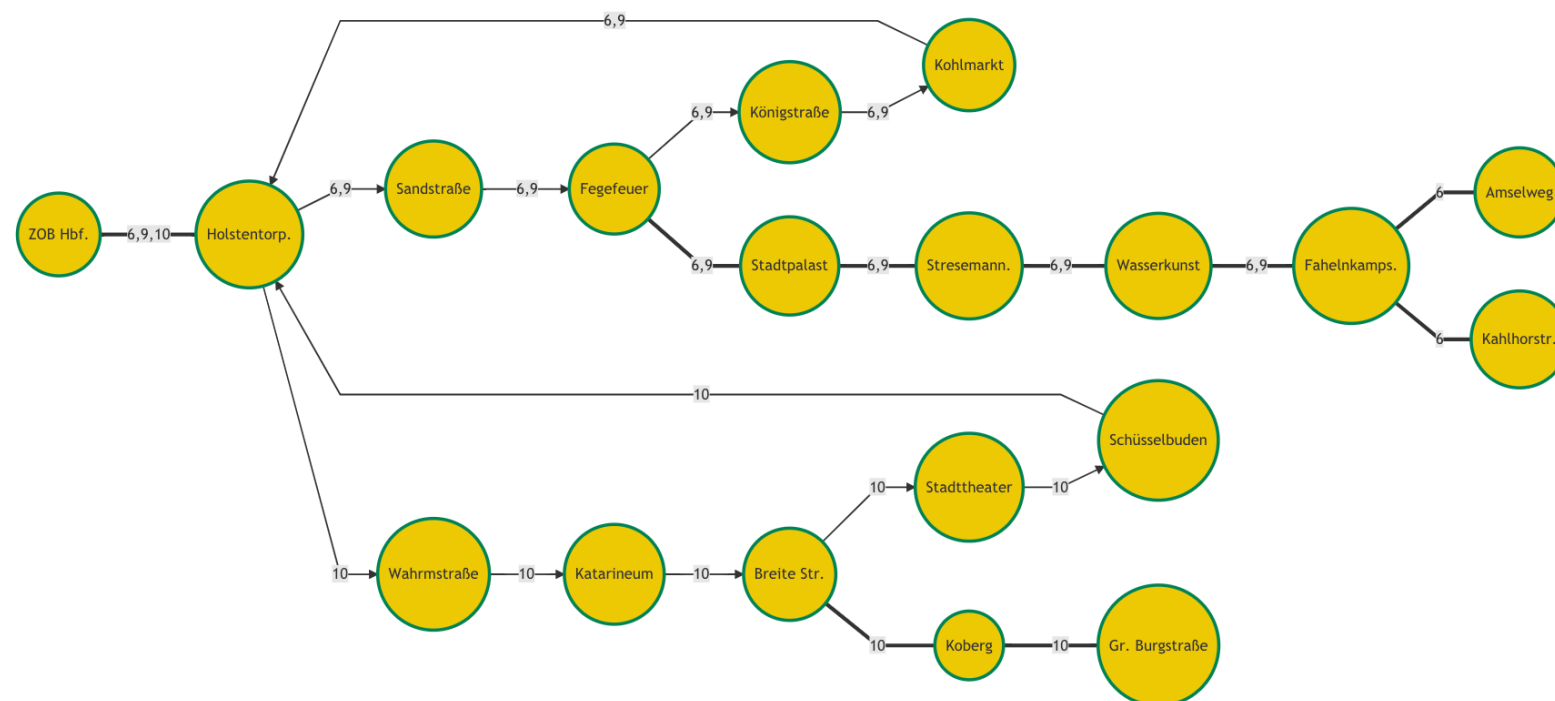 6,9
Kohlmarkt
Königstraße
6,9
6,9
Sandstraße
Fegefeuer
6,9
6,9
Amselweg
6
ZOB Hbf.
6,9,10
Holstentorp.
6,9
Stadtpalast
6,9
Stresemann.
6,9
Wasserkunst
6,9
Fahelnkamps.
6
Kahlhorstr.
10
Schüsselbuden
10
Stadttheater
10
10
Wahrmstraße
10
Katarineum
10
Breite Str.
10
Koberg
10
Gr. Burgstraße